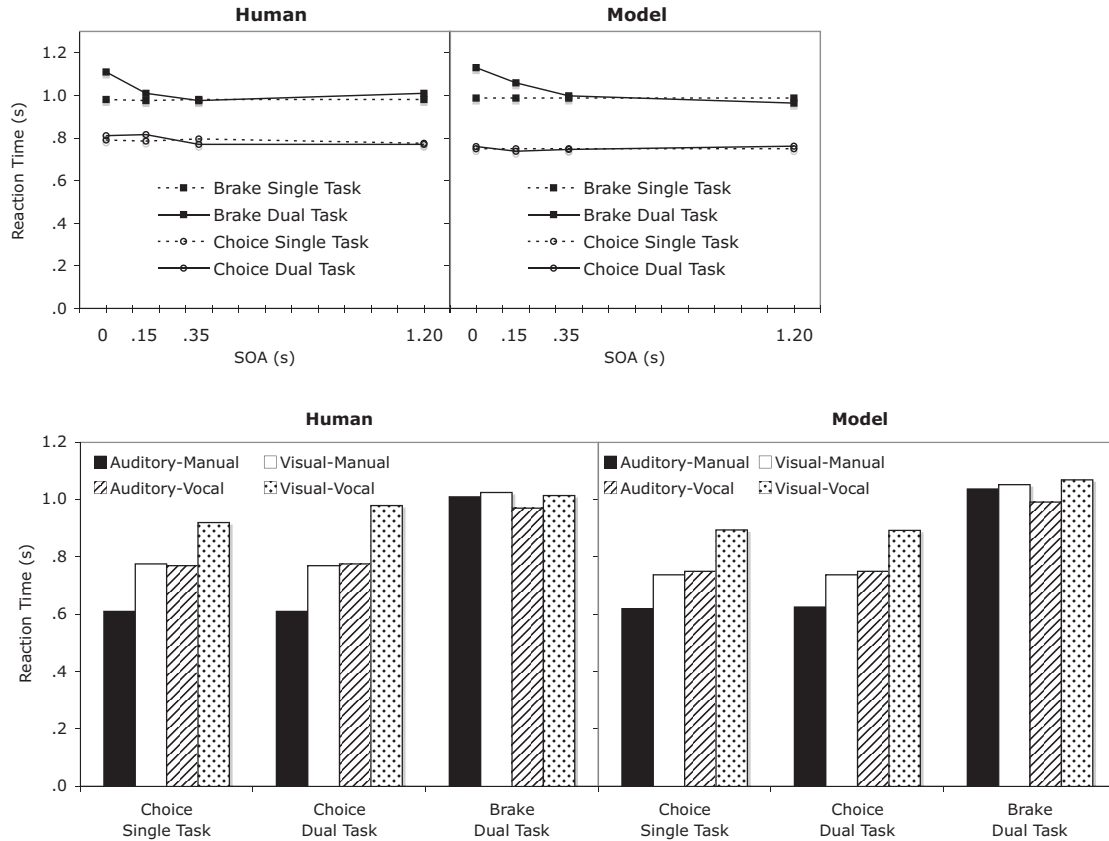 Human Model
1.2
1.0
.8
.6
.4
.2
.0
Reaction Time (s)
Brake Single Task
Brake Dual Task
Choice Single Task
Choice Dual Task
Brake Single Task
Brake Dual Task
Choice Single Task
Choice Dual Task
0 .15 .35 1.20 0 .15 .35 1.20
SOA (s) SOA (s)
Human Model
1.2
1.0
.8
.6
.4
.2
.0
Reaction Time (s)
Auditory-Manual Visual-Manual
Auditory-Vocal Visual-Vocal
Auditory-Manual Visual-Manual
Auditory-Vocal Visual-Vocal
Choice Choice Brake Choice Choice Brake
Single Task Dual Task Dual Task Single Task Dual Task Dual Task